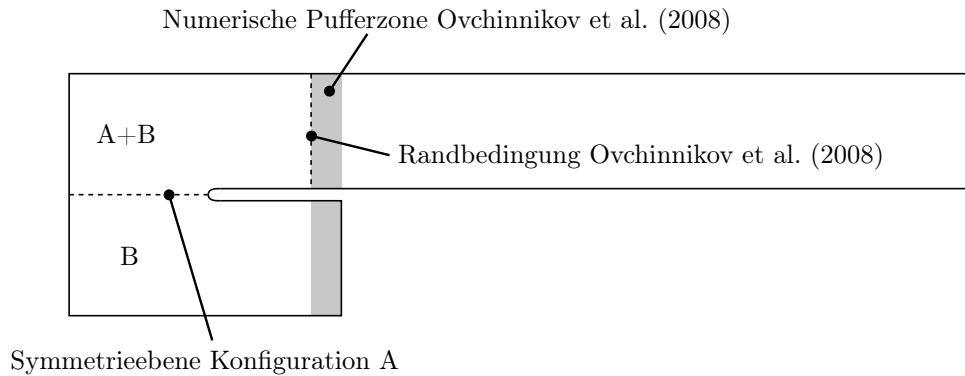 Numerische Pufferzone Ovchinnikov et al. (2008)
A+B
Randbedingung Ovchinnikov et al. (2008)
B
Symmetrieebene Konfiguration A